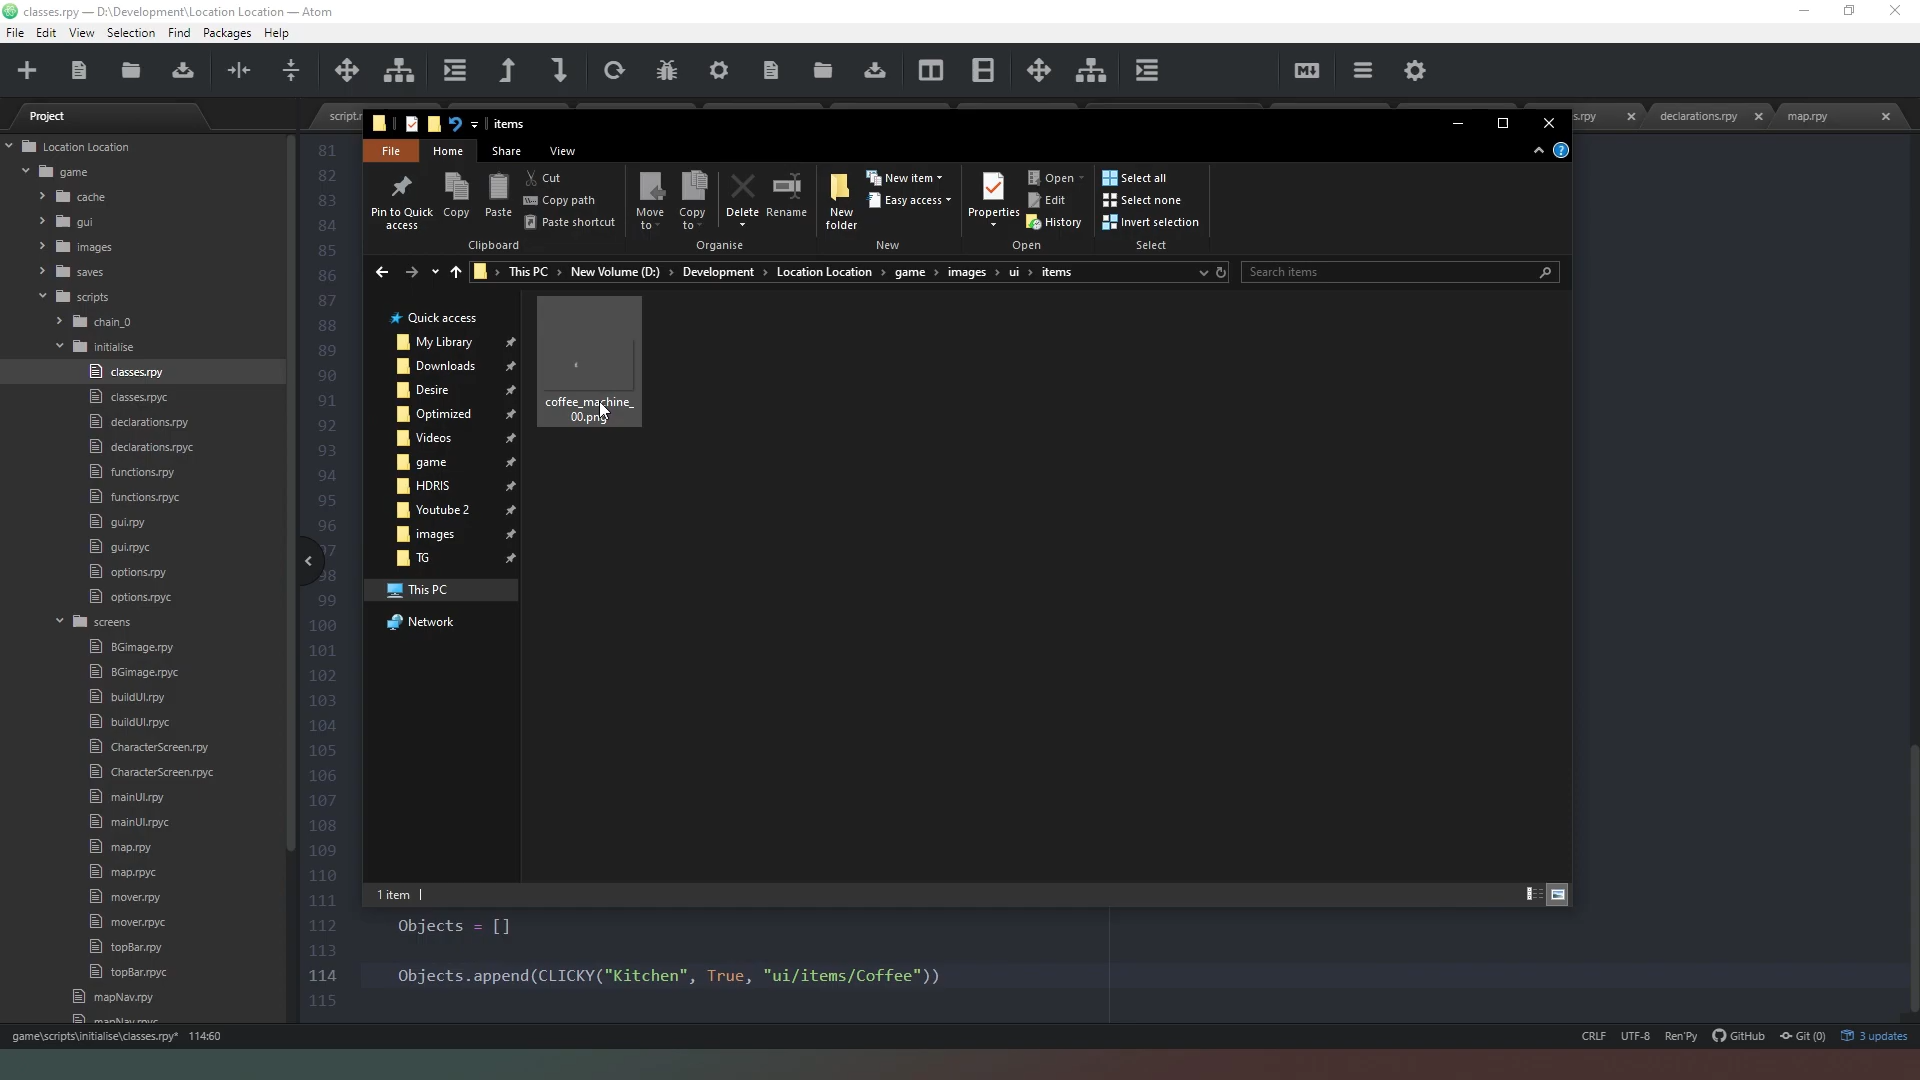 classes.rpy — D:\Development\Location Location — Atom
File Edit View Selection Find Packages Help
Project
script.r
s.rpy
declarations.rpy
map.rpy
Location Location
game
cache
gui
images
saves
scripts
chain_0
initialise
classes.rpy
classes.rpyc
declarations.rpy
declarations.rpyc
functions.rpy
functions.rpyc
gui.rpy
gui.rpyc
options.rpy
options.rpyc
screens
BGimage.rpy
BGimage.rpyc
buildUI.rpy
buildUI.rpyc
CharacterScreen.rpy
CharacterScreen.rpyc
mainUI.rpy
mainUI.rpyc
map.rpy
map.rpyc
mover.rpy
mover.rpyc
topBar.rpy
topBar.rpyc
mapNav.rpy
mapNav.rpyc
items
File Home Share View
Pin to Quick access
Copy
Paste
Cut
Copy path
Paste shortcut
Clipboard
Move to
Copy to
Delete
Rename
Organise
New folder
New item
Easy access
New
Properties
Open
Edit
History
Open
Select all
Select none
Invert selection
Select
This PC › New Volume (D:) › Development › Location Location › game › images › ui › items
Search items
Quick access
My Library
Downloads
Desire
Optimized
Videos
game
HDRIS
Youtube 2
images
TG
This PC
Network
coffee_machine_
00.png
1 item
81
82
83
84
85
86
87
88
89
90
91
92
93
94
95
96
97
98
99
100
101
102
103
104
105
106
107
108
109
110
111
112 Objects = []
113
114 Objects.append(CLICKY("Kitchen", True, "ui/items/Coffee"))
115
game\scripts\initialise\classes.rpy* 114:60
CRLF UTF-8 Ren'Py GitHub Git (0) 3 updates